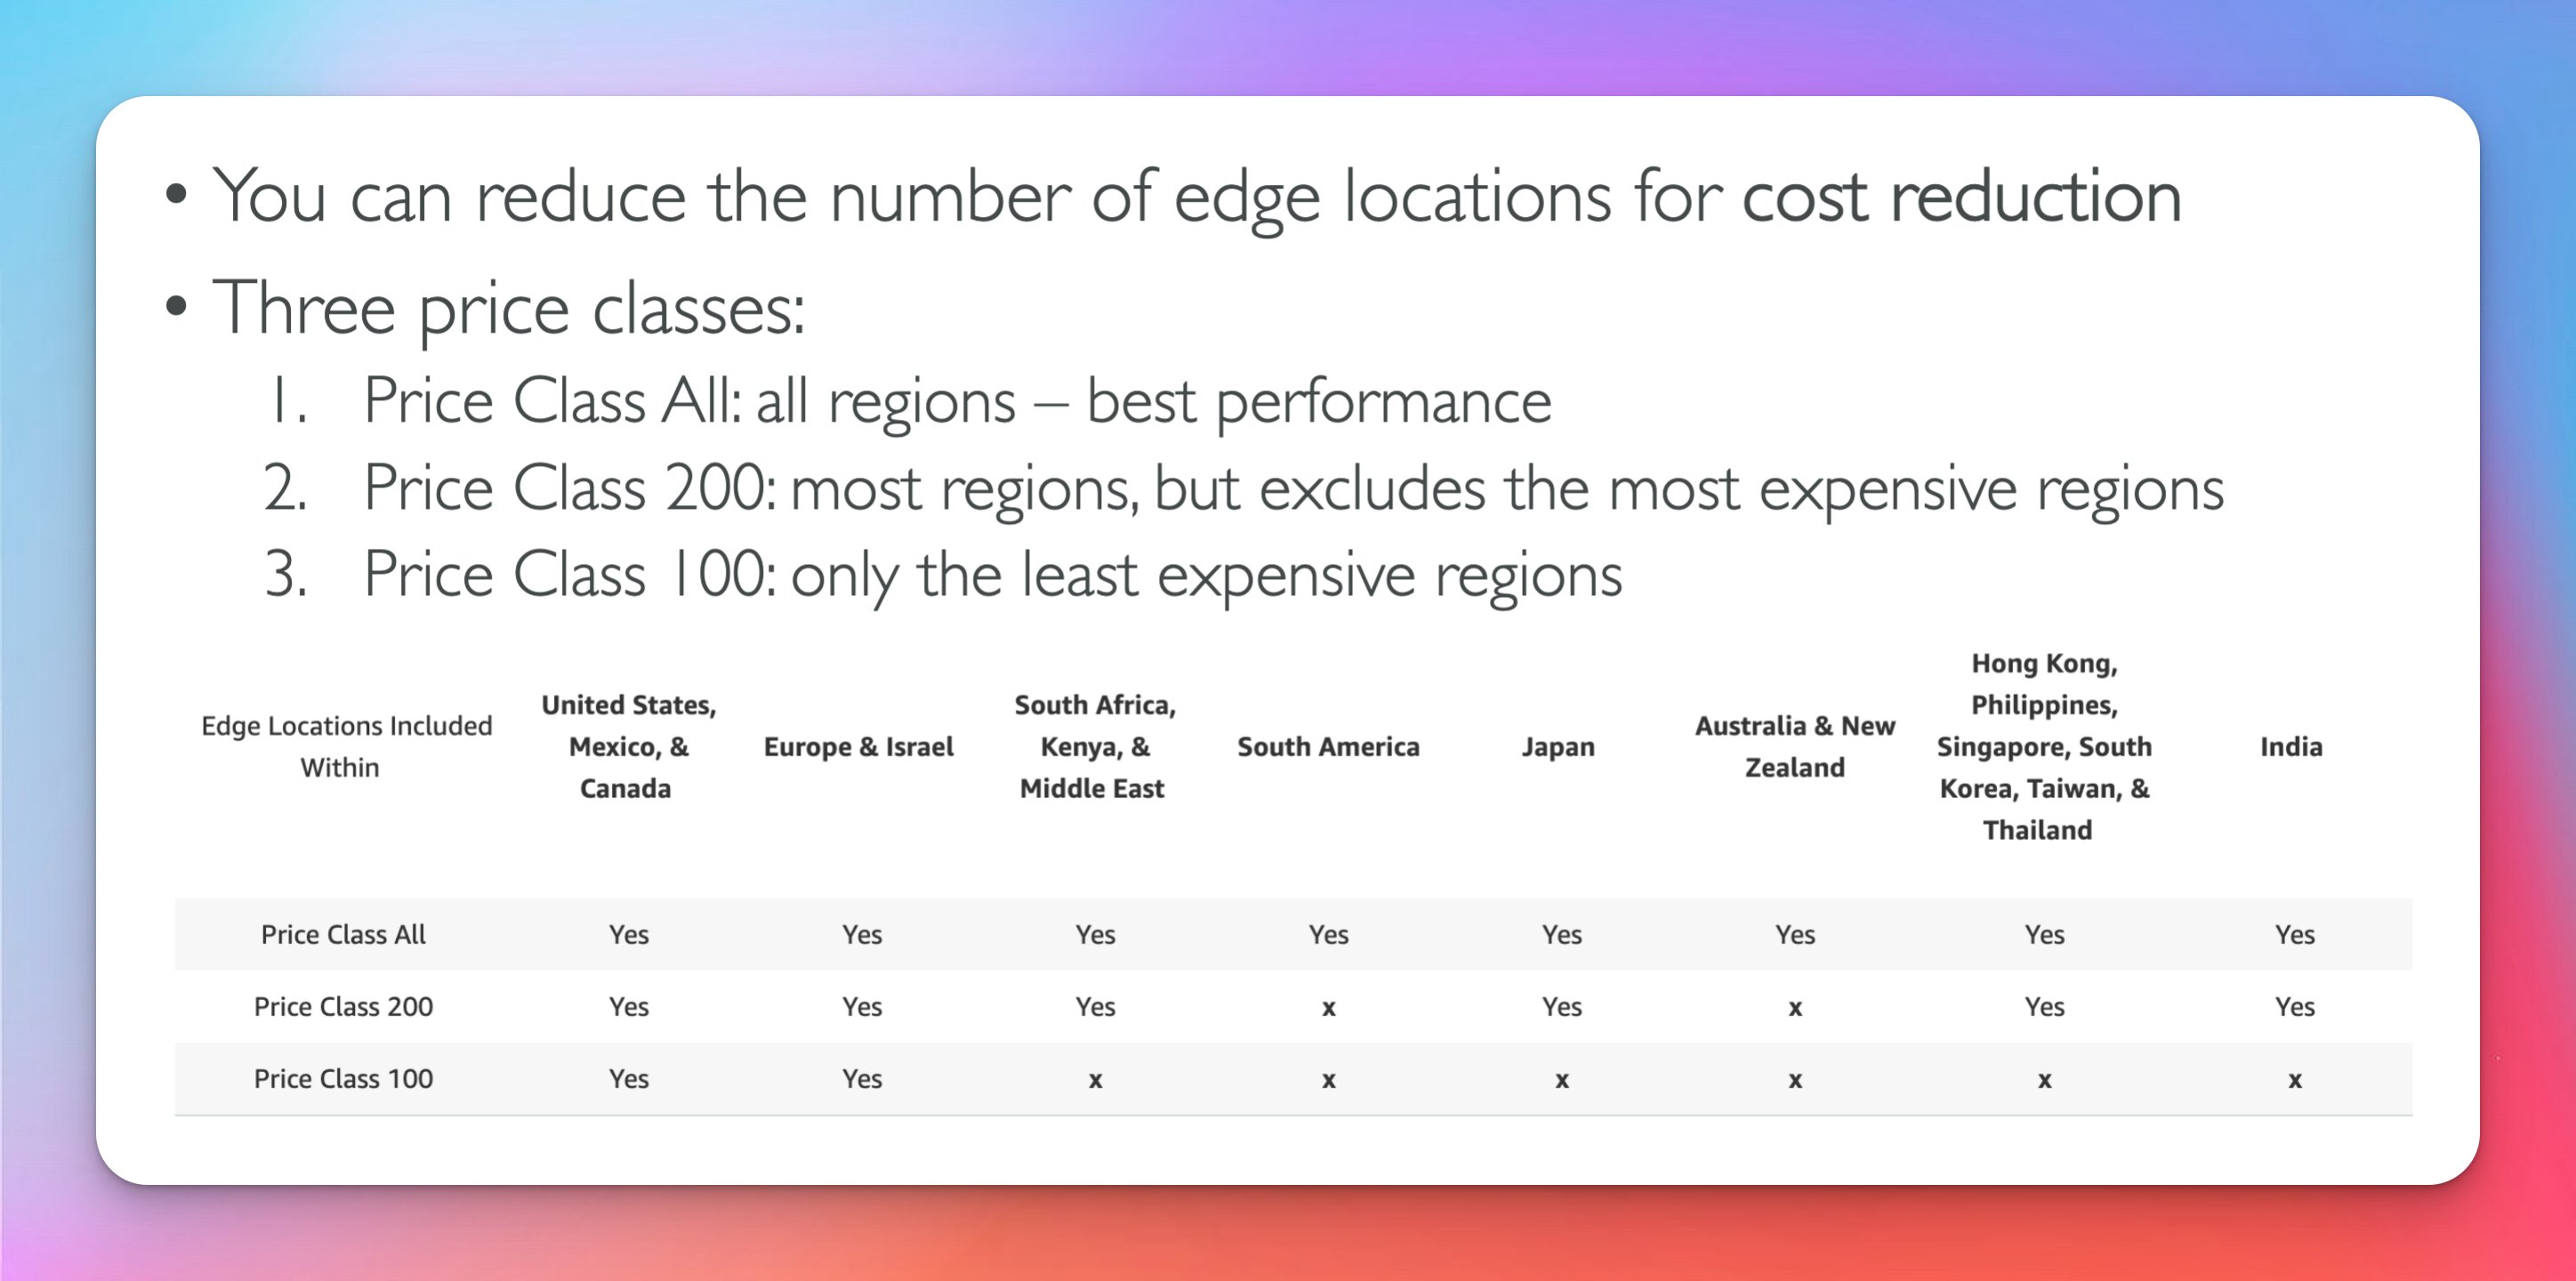 • You can reduce the number of edge locations for cost reduction
• Three price classes:
1. Price Class All: all regions – best performance
2. Price Class 200: most regions, but excludes the most expensive regions
3. Price Class 100: only the least expensive regions
Edge Locations Included
Within
United States,
Mexico, &
Canada
Europe & Israel
South Africa,
Kenya, &
Middle East
South America
Japan
Australia & New
Zealand
Hong Kong,
Philippines,
Singapore, South
Korea, Taiwan, &
Thailand
India
Price Class All Yes Yes Yes Yes Yes Yes Yes Yes
Price Class 200 Yes Yes Yes x Yes x Yes Yes
Price Class 100 Yes Yes x x x x x x